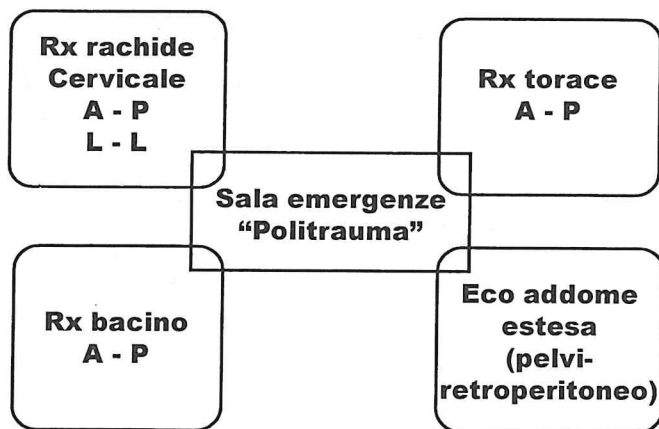 Rx rachide
Cervicale
A - P
L - L
Rx torace
A - P
Sala emergenze
“Politrauma”
Rx bacino
A - P
Eco addome
estesa
(pelvi-
retroperitoneo)